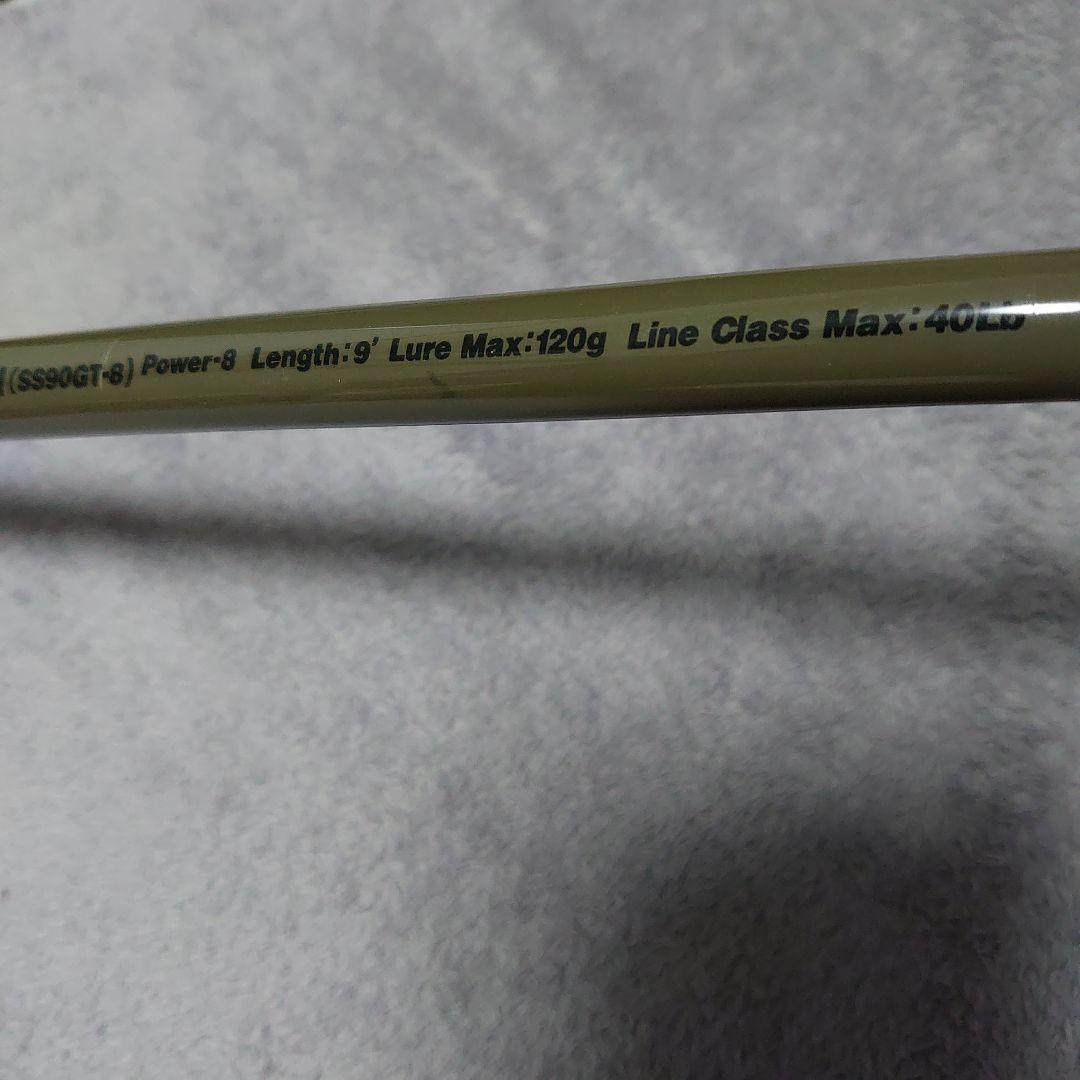 (SS90GT-8) Power-8 Length:9' Lure Max:120g Line Class Max:40Lb